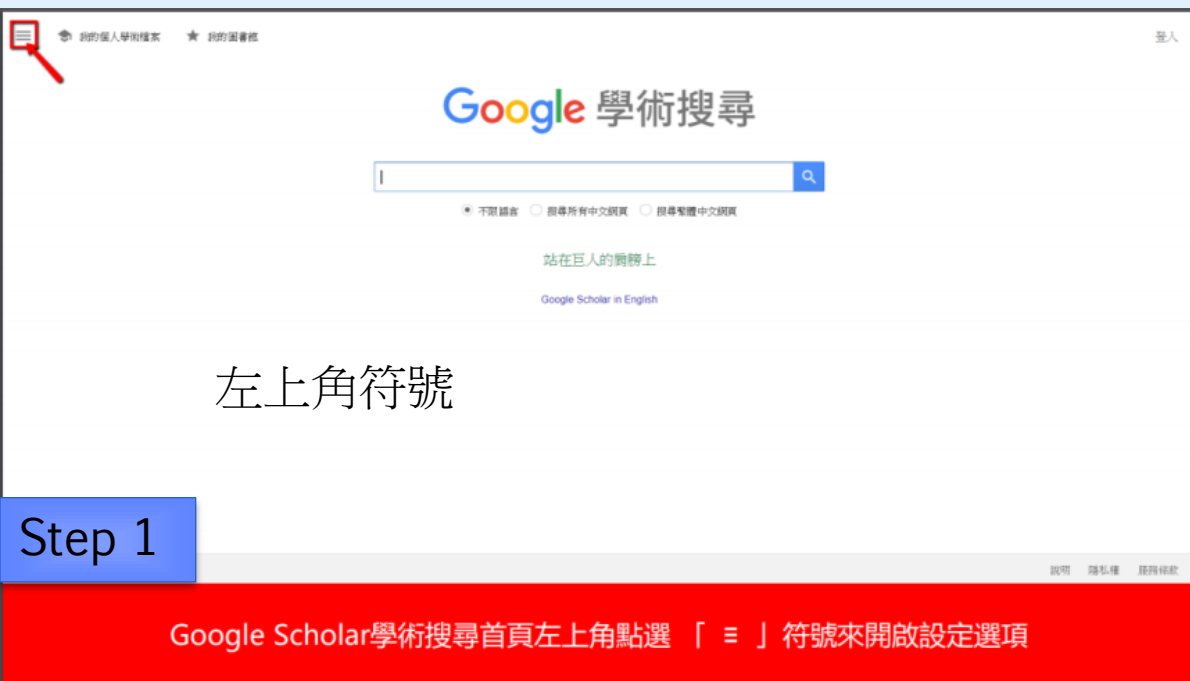 我的個人學術檔案 ★ 我的圖書館
登入
Google 學術搜尋
不限語言 搜尋所有中文網頁 搜尋繁體中文網頁
站在巨人的肩膀上
Google Scholar in English
左上角符號
Step 1
說明 隱私權 服務條款
Google Scholar學術搜尋首頁左上角點選 「 ≡ 」符號來開啟設定選項